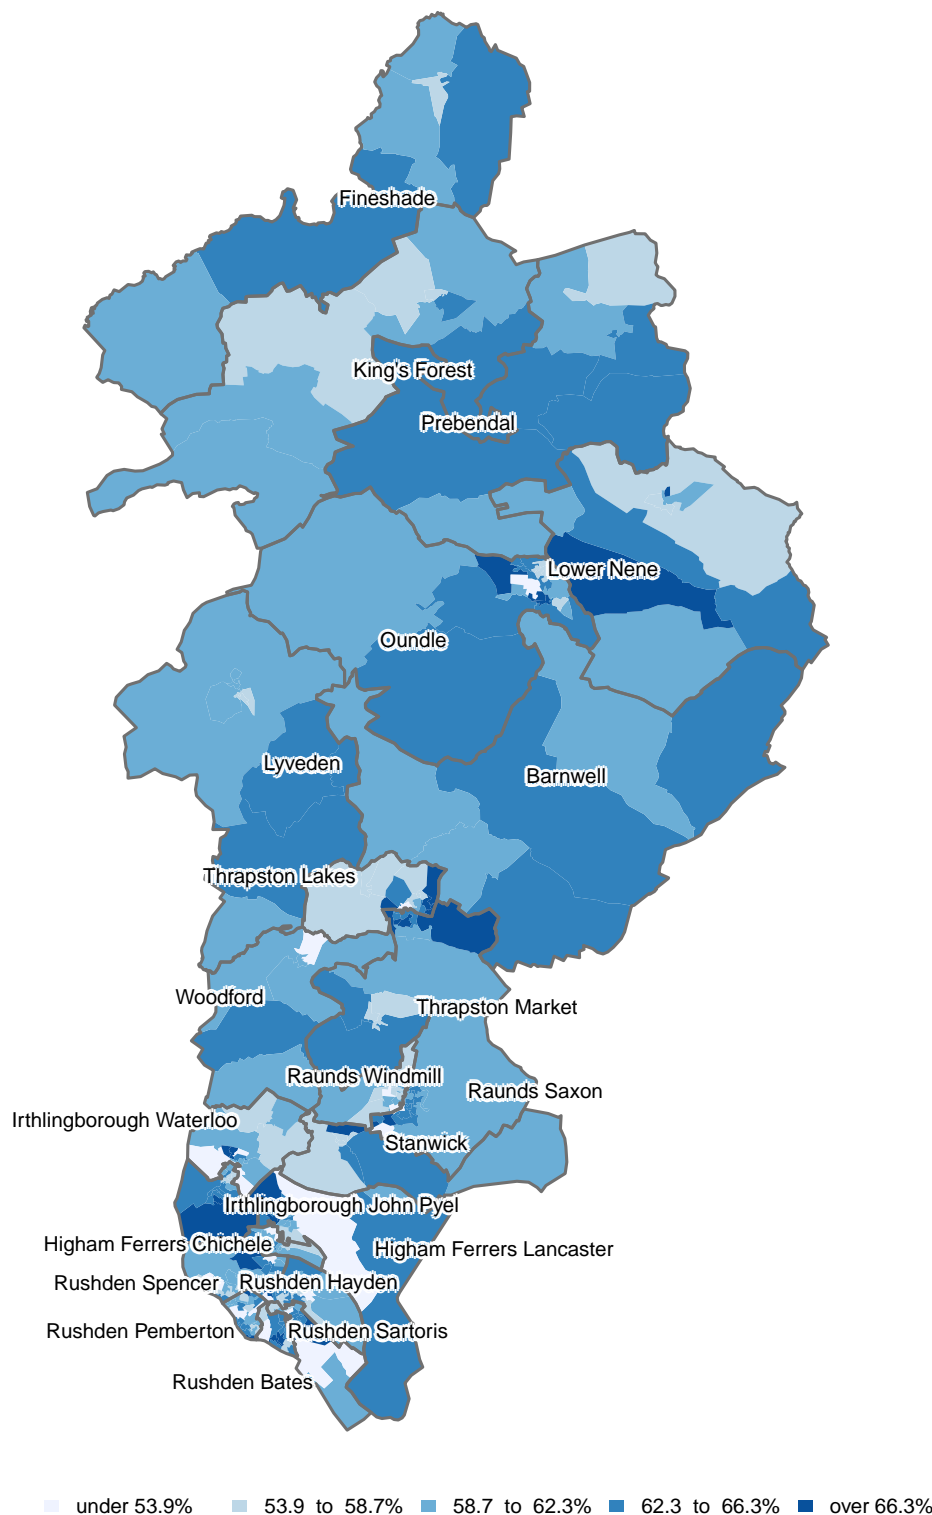 Fineshade
King's Forest
Prebendal
Lower Nene
Oundle
Lyveden
Barnwell
Thrapston Lakes
Woodford
Thrapston Market
Raunds Windmill
Raunds Saxon
Irthlingborough Waterloo
Stanwick
Irthlingborough John Pyel
Higham Ferrers Chichele
Higham Ferrers Lancaster
Rushden Spencer
Rushden Hayden
Rushden Pemberton
Rushden Sartoris
Rushden Bates
under 53.9% 53.9 to 58.7% 58.7 to 62.3% 62.3 to 66.3% over 66.3%